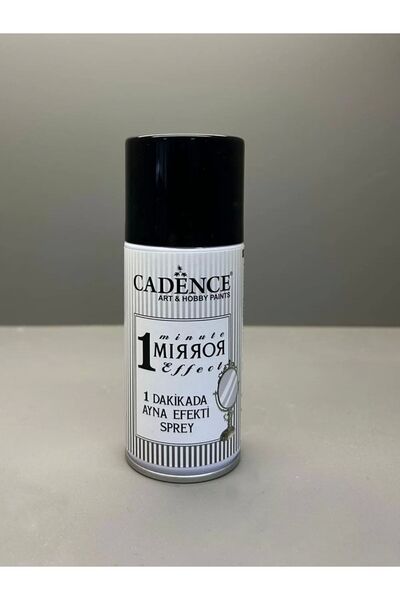 CADENCE®
ART & HOBBY PAINTS
1 minute
MIRROR
Effect
1 DAKİKADA
AYNA EFEKTİ
SPREY